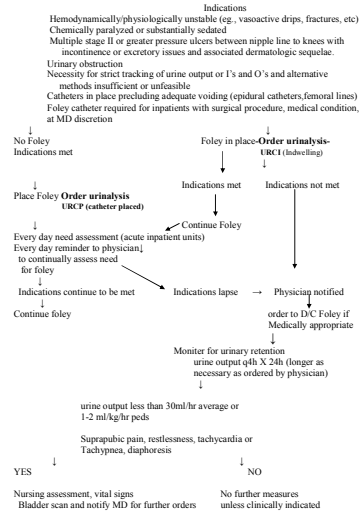 Indications
Hemodynamically/physiologically unstable (eg., vasoactive drips, fractures, etc)
Chemically paralyzed or substantially sedated
Multiple stage II or greater pressure ulcers between nipple line to knees with
incontinence or excretory issues and associated dermatologic sequelae.
Urinary obstruction
Necessity for strict tracking of urine output or I's and O's and alternative
methods insufficient or unfeasible
Catheters in place precluding adequate voiding (epidural catheters,femoral lines)
Foley catheter required for inpatients with surgical procedure, medical condition,
at MD discretion
↓ ↓
No Foley Foley in place-Order urinalysis-
Indications met URCI (Indwelling)
↓ ↓ ↓
Indications met Indications not met
Place Foley Order urinalysis
URCP (catheter placed)
↓ Continue Foley
Every day need assessment (acute inpatient units)
Every day reminder to physician↓
to continually assess need
for foley
↓
Indications continue to be met Indications lapse → Physician notified
↓
Continue foley order to D/C Foley if
Medically appropriate
↓
Moniter for urinary retention
urine output q4h X 24h (longer as
necessary as ordered by physician)
↓
urine output less than 30ml/hr average or
1-2 ml/kg/hr peds
Suprapubic pain, restlessness, tachycardia or
Tachypnea, diaphoresis
↓ ↓
YES NO
Nursing assessment, vital signs No further measures
Bladder scan and notify MD for further orders unless clinically indicated